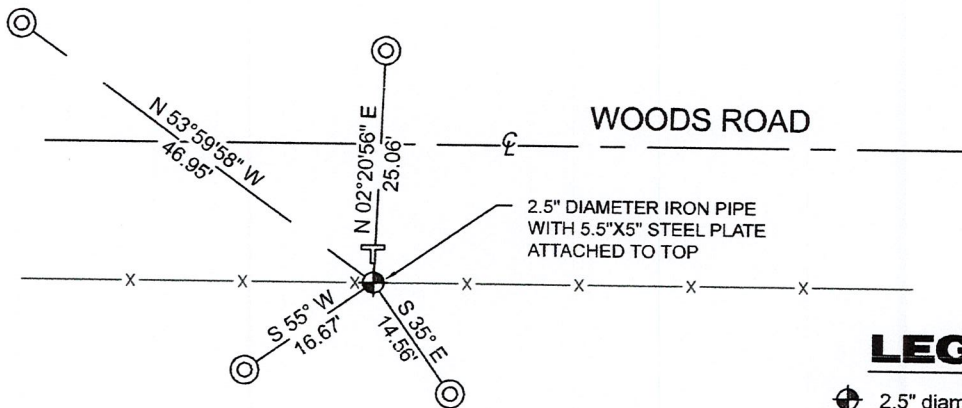 N 53°59'58" W
46.95'
N 02°20'56" E
25.06'
WOODS ROAD
℄
2.5" DIAMETER IRON PIPE
WITH 5.5"X5" STEEL PLATE
ATTACHED TO TOP
X X X X X X X
S 55° W
16.67'
S 35° E
14.56'
LEG
2.5" diam